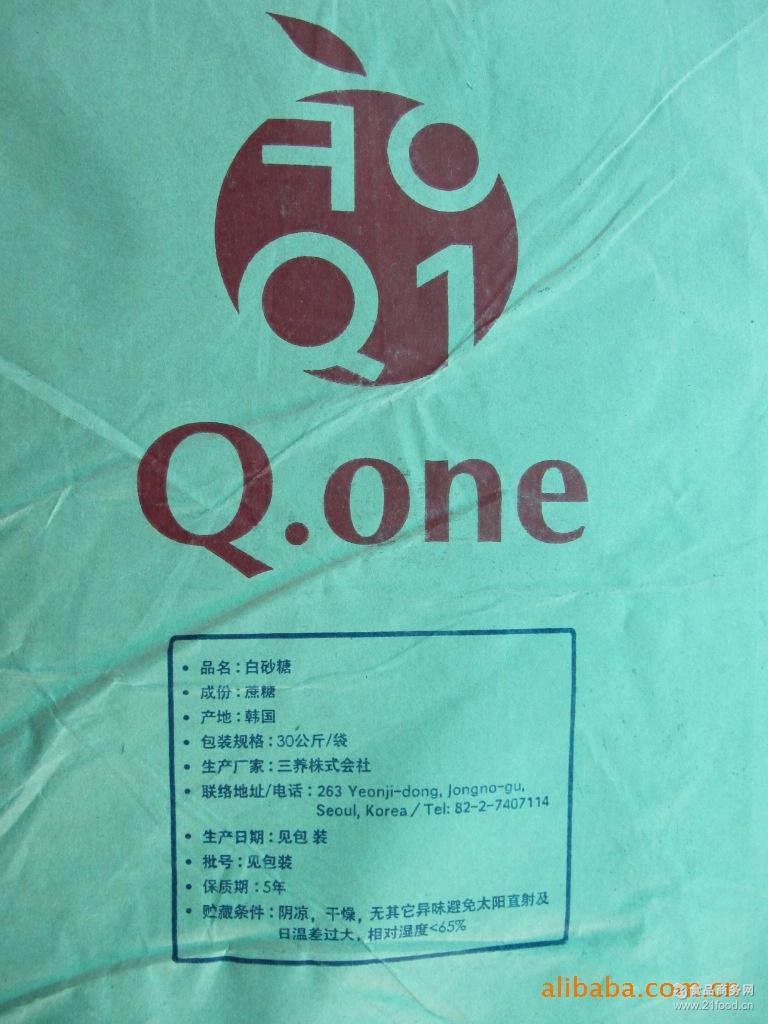 Q1
Q.one
• 品名：白砂糖
• 成份：蔗糖
• 产地：韩国
• 包装规格：30公斤/袋
• 生产厂家：三养株式会社
• 联络地址/电话：263 Yeonji-dong, Jongno-gu,
Seoul, Korea / Tel: 82-2-7407114
• 生产日期：见包 装
• 批号：见包装
• 保质期：5年
• 贮藏条件：阴凉，干燥，无其它异味避免太阳直射及
日温差过大，相对湿度<65%
alibaba.com.cn
食品商务网
www.21food.cn